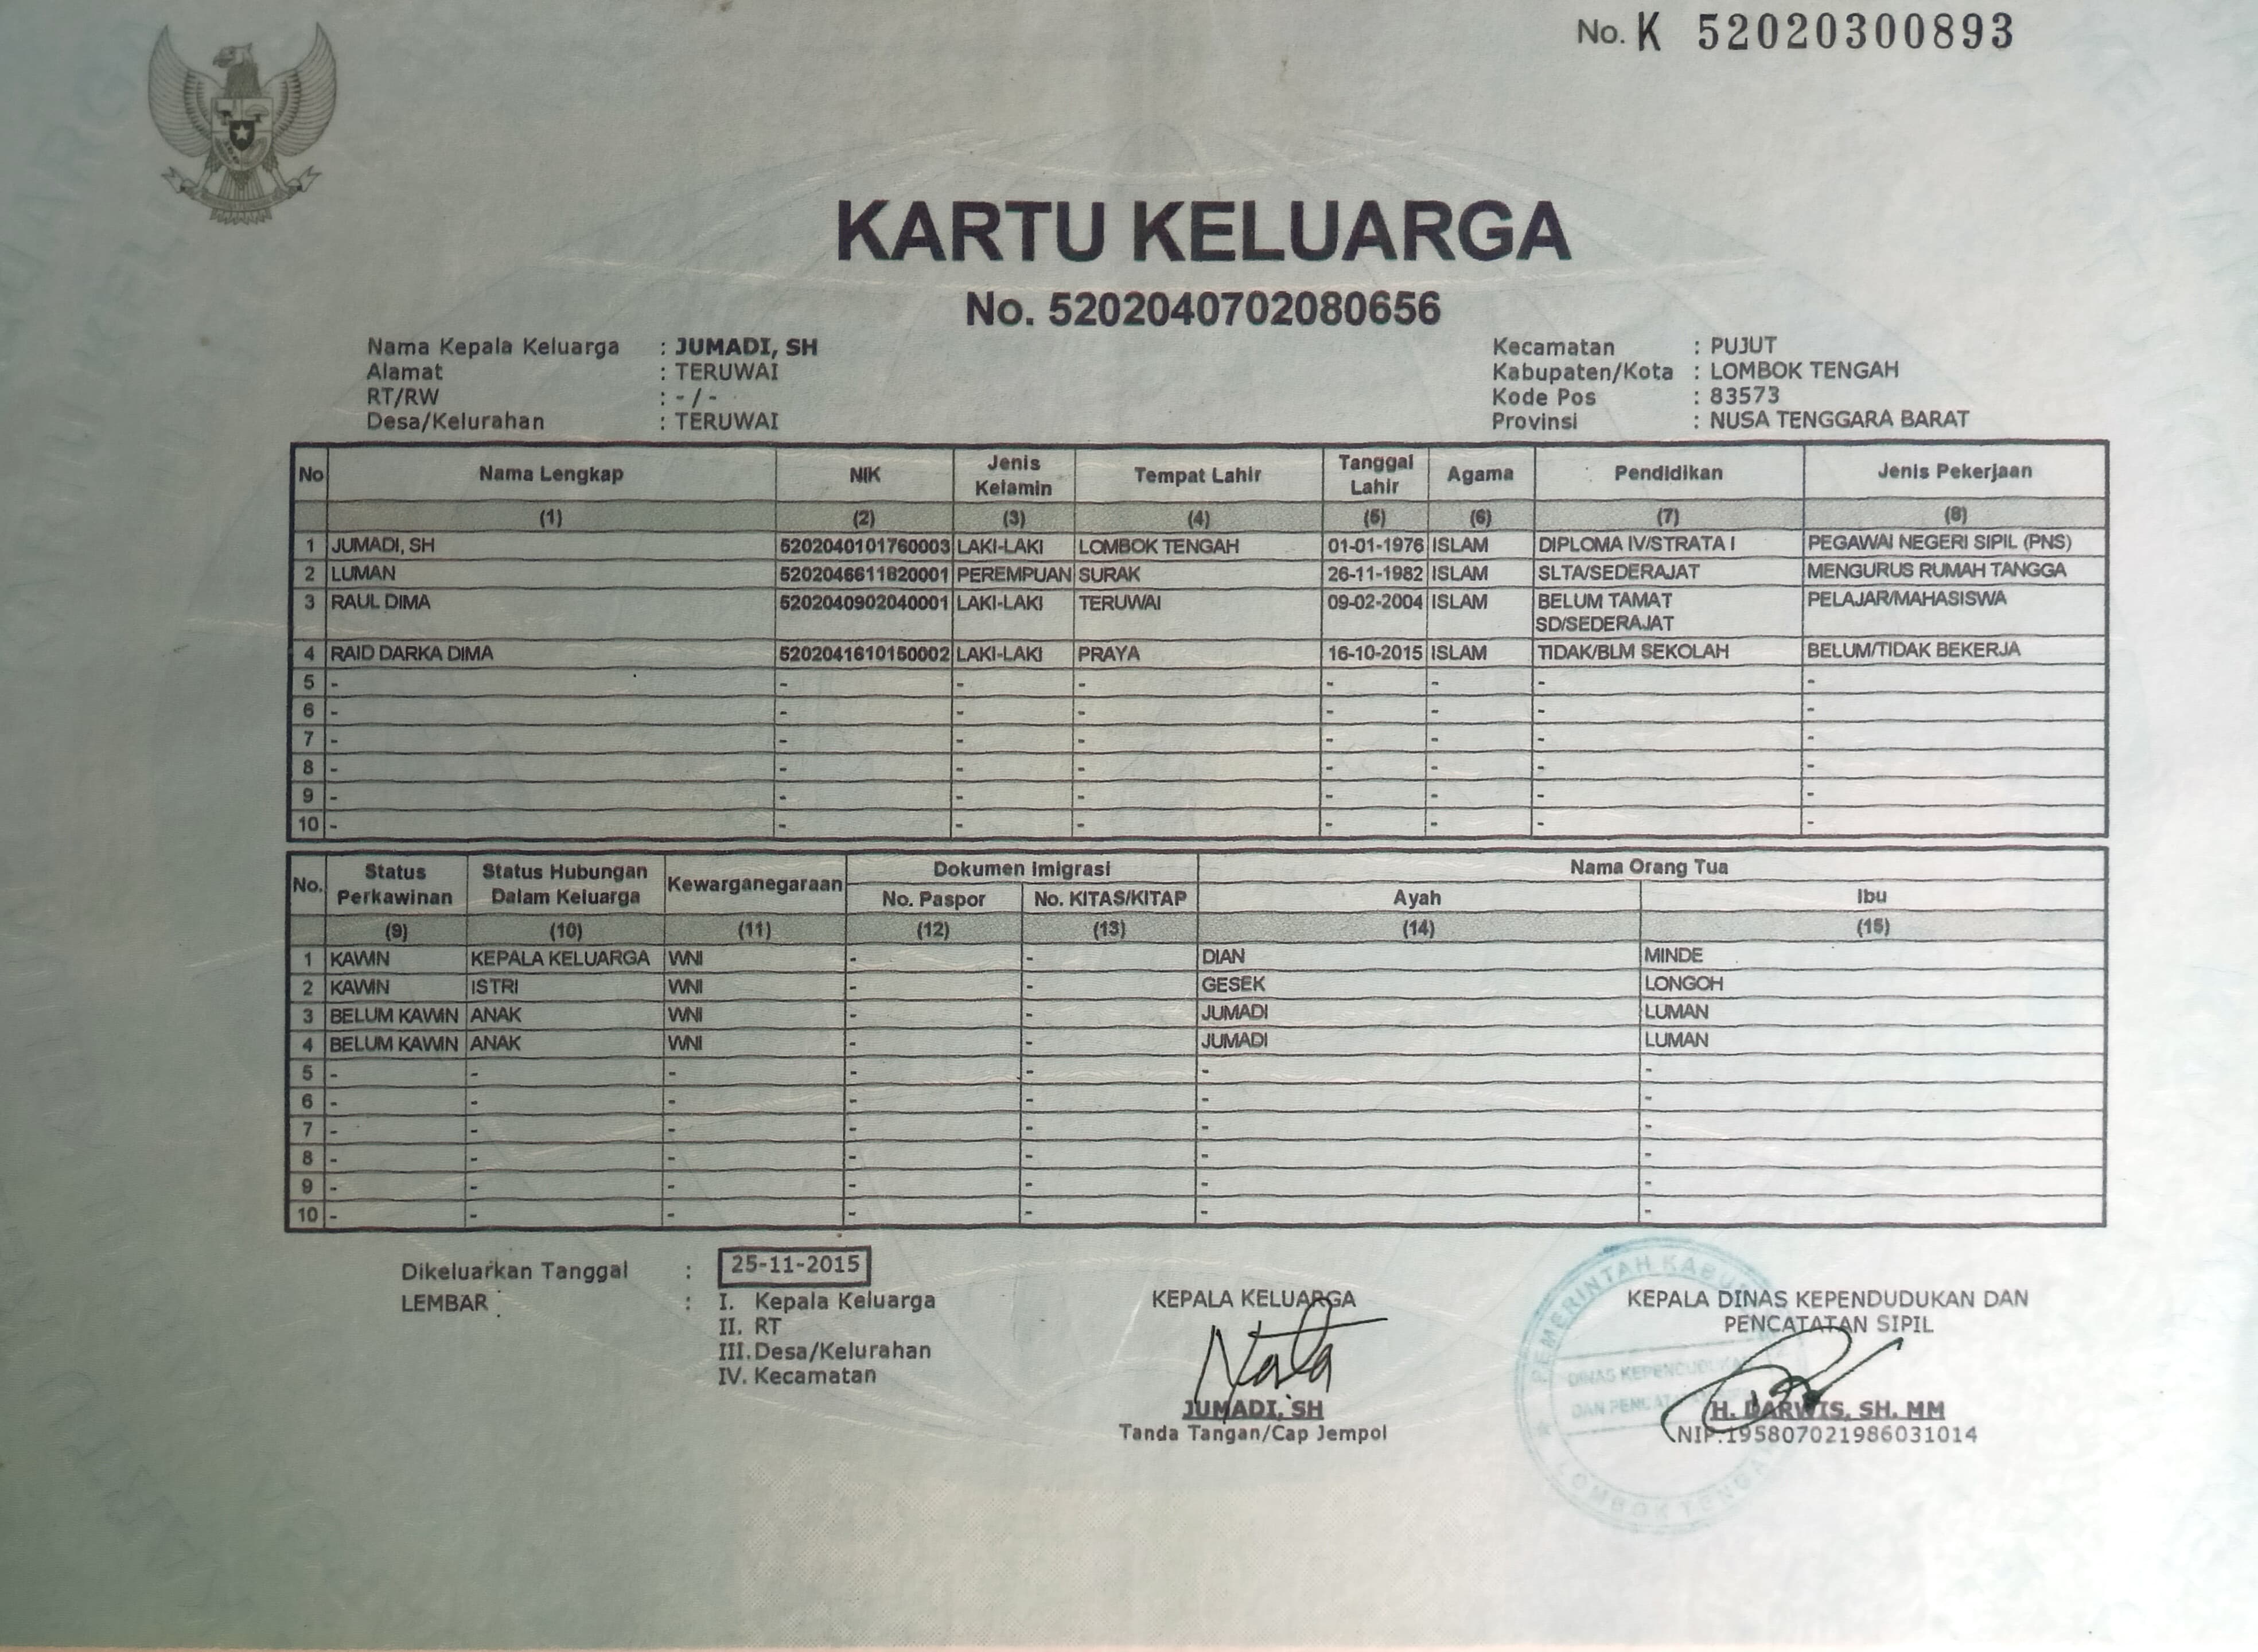 No. K 52020300893
KARTU KELUARGA
No. 5202040702080656
Nama Kepala Keluarga : JUMADI, SH
Alamat : TERUWAI
RT/RW : - / -
Desa/Kelurahan : TERUWAI
Kecamatan : PUJUT
Kabupaten/Kota : LOMBOK TENGAH
Kode Pos : 83573
Provinsi : NUSA TENGGARA BARAT
No Nama Lengkap NIK Jenis Kelamin Tempat Lahir Tanggal Lahir Agama Pendidikan Jenis Pekerjaan
(1) (2) (3) (4) (5) (6) (7) (8)
1 JUMADI, SH 5202040101760003 LAKI-LAKI LOMBOK TENGAH 01-01-1976 ISLAM DIPLOMA IV/STRATA I PEGAWAI NEGERI SIPIL (PNS)
2 LUMAN 5202046611820001 PEREMPUAN SURAK 26-11-1982 ISLAM SLTA/SEDERAJAT MENGURUS RUMAH TANGGA
3 RAUL DIMA 5202040902040001 LAKI-LAKI TERUWAI 09-02-2004 ISLAM BELUM TAMAT SD/SEDERAJAT PELAJAR/MAHASISWA
4 RAID DARKA DIMA 5202041610150002 LAKI-LAKI PRAYA 16-10-2015 ISLAM TIDAK/BLM SEKOLAH BELUM/TIDAK BEKERJA
5 - - - - - - - -
6 - - - - - - - -
7 - - - - - - - -
8 - - - - - - - -
9 - - - - - - - -
10 - - - - - - - -
No. Status Perkawinan Status Hubungan Dalam Keluarga Kewarganegaraan Dokumen Imigrasi Nama Orang Tua
No. Paspor No. KITAS/KITAP Ayah Ibu
(9) (10) (11) (12) (13) (14) (15)
1 KAWIN KEPALA KELUARGA WNI - - DIAN MINDE
2 KAWIN ISTRI WNI - - GESEK LONGOH
3 BELUM KAWIN ANAK WNI - - JUMADI LUMAN
4 BELUM KAWIN ANAK WNI - - JUMADI LUMAN
5 - - - - - - -
6 - - - - - - -
7 - - - - - - -
8 - - - - - - -
9 - - - - - - -
10 - - - - - - -
Dikeluarkan Tanggal : 25-11-2015
LEMBAR : I. Kepala Keluarga
II. RT
III. Desa/Kelurahan
IV. Kecamatan
KEPALA KELUARGA
JUMADI, SH
Tanda Tangan/Cap Jempol
KEPALA DINAS KEPENDUDUKAN DAN
PENCATATAN SIPIL
H. DARWIS, SH. MM
NIP.195807021986031014
PEMERINTAH
DINAS KEPENDUDUKAN
LOMBOK TENGAH